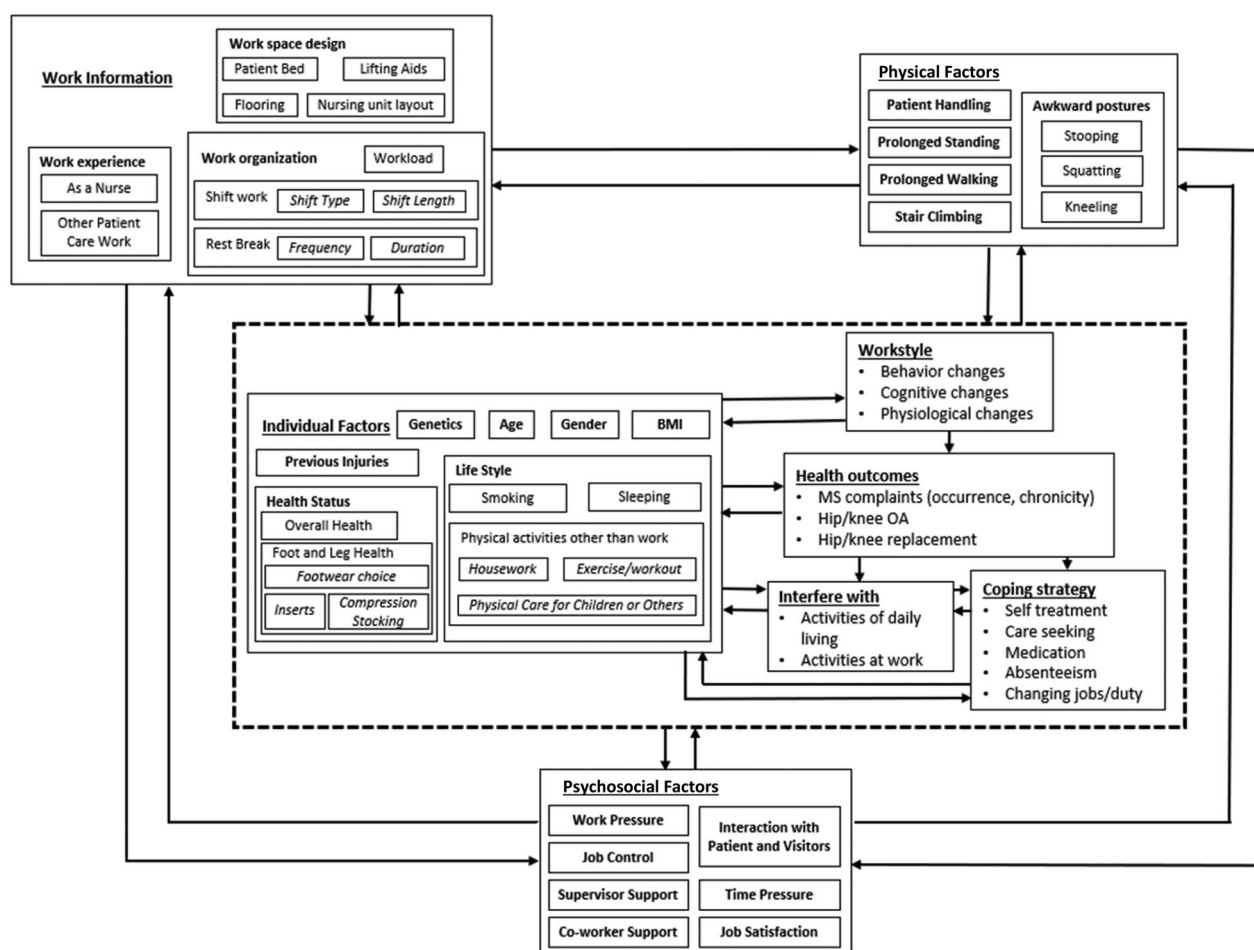 Work Information
Work space design
Patient Bed
Lifting Aids
Flooring
Nursing unit layout
Work experience
As a Nurse
Other Patient
Care Work
Work organization
Workload
Shift work
Shift Type
Shift Length
Rest Break
Frequency
Duration
Physical Factors
Patient Handling
Prolonged Standing
Prolonged Walking
Stair Climbing
Awkward postures
Stooping
Squatting
Kneeling
Workstyle
• Behavior changes
• Cognitive changes
• Physiological changes
Individual Factors
Genetics
Age
Gender
BMI
Previous Injuries
Health Status
Overall Health
Foot and Leg Health
Footwear choice
Inserts
Compression
Stocking
Life Style
Smoking
Sleeping
Physical activities other than work
Housework
Exercise/workout
Physical Care for Children or Others
Health outcomes
• MS complaints (occurrence, chronicity)
• Hip/knee OA
• Hip/knee replacement
Interfere with
• Activities of daily
living
• Activities at work
Coping strategy
• Self treatment
• Care seeking
• Medication
• Absenteeism
• Changing jobs/duty
Psychosocial Factors
Work Pressure
Job Control
Supervisor Support
Co-worker Support
Interaction with
Patient and Visitors
Time Pressure
Job Satisfaction